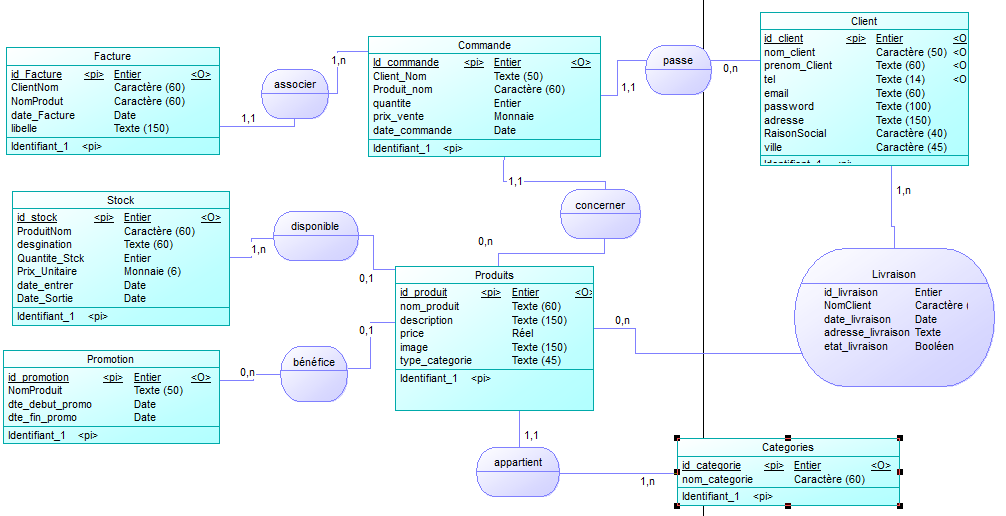 Facture
id_Facture <pi> Entier <O>
ClientNom Caractère (60)
NomProdut Caractère (60)
date_Facture Date
libelle Texte (150)
Identifiant_1 <pi>
associer
1,1
1,n
Commande
Id_commande <pi> Entier <O>
Client_Nom Texte (50)
Produit_nom Caractère (60)
quantite Entier
prix_vente Monnaie
date_commande Date
Identifiant_1 <pi>
passe
1,1
0,n
Client
id_client <pi> Entier <O
nom_client Caractère (50) <O
prenom_Client Texte (60) <O
tel Texte (14) <O
email Texte (60)
password Texte (100)
adresse Texte (150)
RaisonSocial Caractère (40)
ville Caractère (45)
Identifiant_1 <pi>
1,1
concerner
0,n
1,n
Stock
id_stock <pi> Entier <O>
ProduitNom Caractère (60)
desgination Texte (60)
Quantite_Stck Entier
Prix_Unitaire Monnaie (6)
date_entrer Date
Date_Sortie Date
Identifiant_1 <pi>
disponible
1,n
0,1
Produits
id_produit <pi> Entier <O>
nom_produit Texte (60)
description Texte (150)
price Réel
image Texte (150)
type_categorie Texte (45)
Identifiant_1 <pi>
0,n
Livraison
id_livraison Entier
NomClient Caractère (
date_livraison Date
adresse_livraison Texte
etat_livraison Booléen
Promotion
id_promotion <pi> Entier <O>
NomProduit Texte (50)
dte_debut_promo Date
dte_fin_promo Date
Identifiant_1 <pi>
bénéfice
0,n
0,1
1,1
appartient
1,n
Categories
id_categorie <pi> Entier <O>
nom_categorie Caractère (60)
Identifiant_1 <pi>